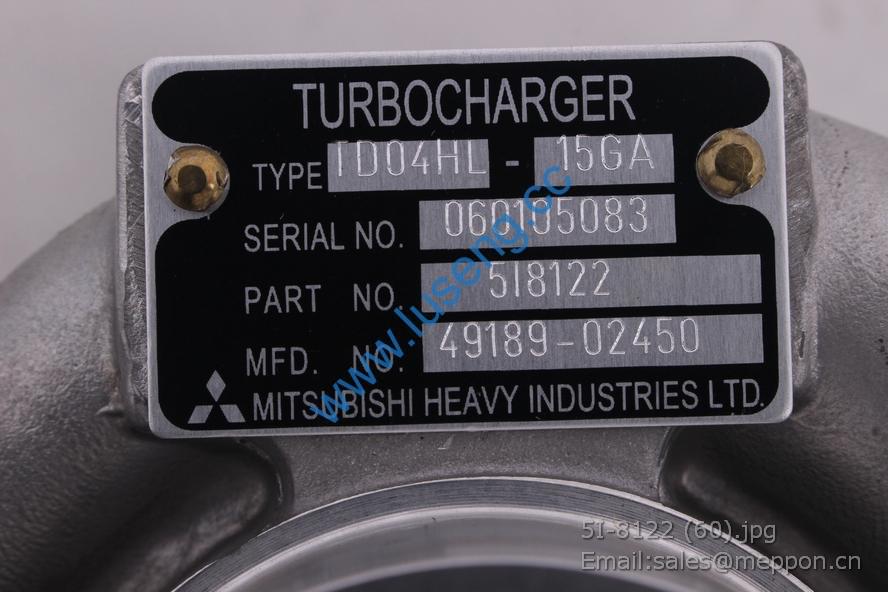 TURBOCHARGER
TYPE TD04HL - 15GA
SERIAL NO. 060195083
PART NO. 5I8122
MFD. NO. 49189-02450
MITSUBISHI HEAVY INDUSTRIES LTD.
www.luseng.cc
5I-8122 (60).jpg
Email:sales@meppon.cn